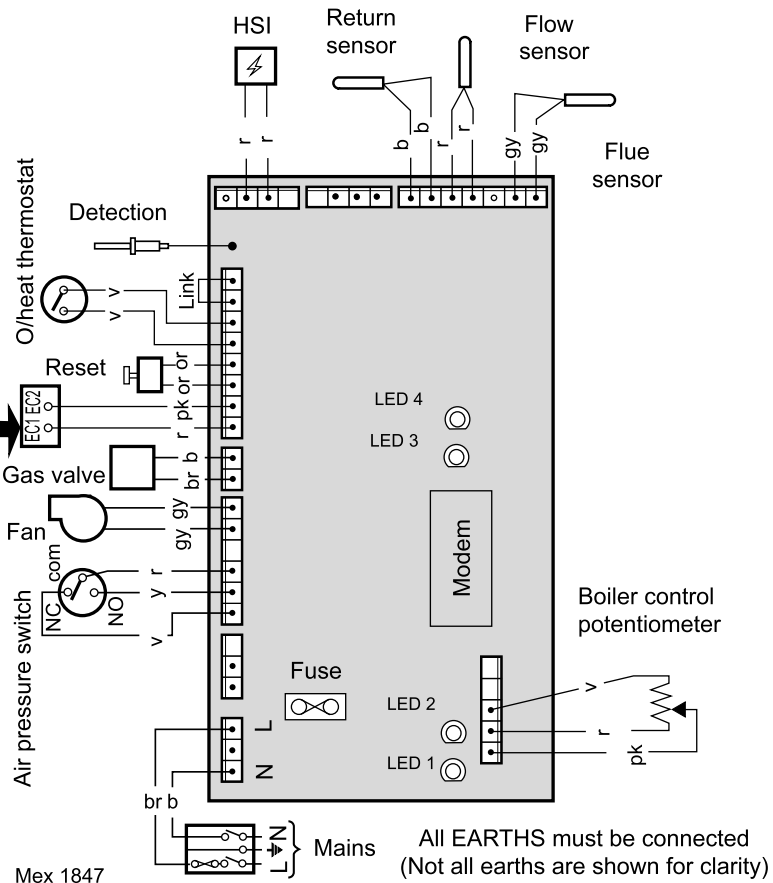 HSI
Return
sensor
Flow
sensor
r
r
b
b
r
r
gy
gy
Flue
sensor
O/heat thermostat
Detection
v
v
Link
Reset
or
or
EC1 EC2
pk
r
Gas valve
b
br
Fan
gy
gy
com
NC
NO
r
y
v
Air pressure switch
LED 4
LED 3
Modem
Boiler control
potentiometer
Fuse
LED 2
LED 1
v
r
pk
L
N
br b
N
L
Mains
All EARTHS must be connected
(Not all earths are shown for clarity)
Mex 1847